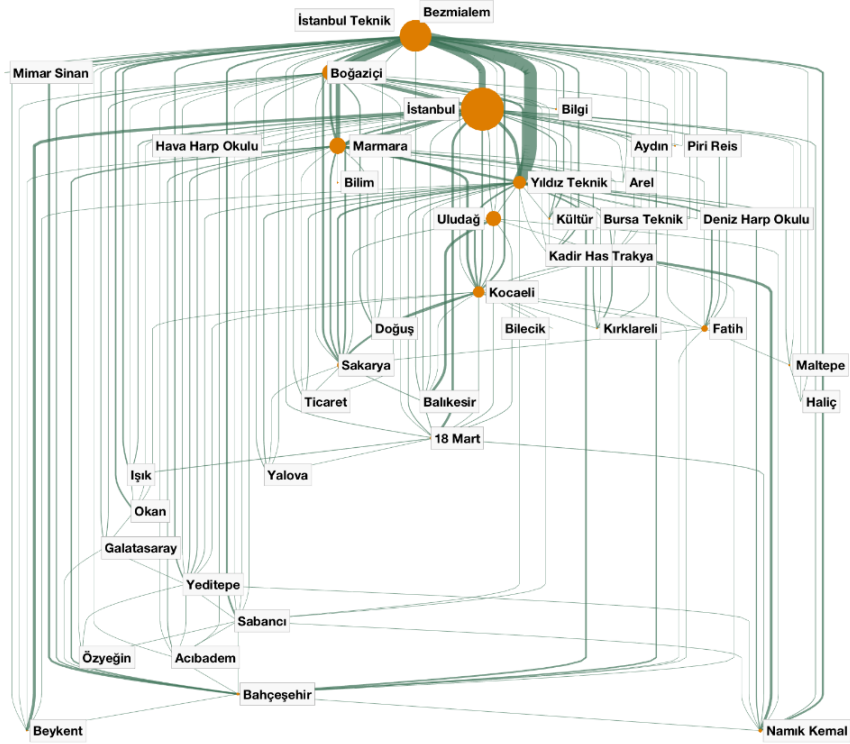 Bezmialem
İstanbul Teknik
Mimar Sinan
Boğaziçi
İstanbul
Bilgi
Hava Harp Okulu
Marmara
Aydın
Piri Reis
Bilim
Yıldız Teknik
Arel
Uludağ
Kültür
Bursa Teknik
Deniz Harp Okulu
Kadir Has Trakya
Kocaeli
Doğuş
Bilecik
Kırklareli
Fatih
Sakarya
Maltepe
Ticaret
Balıkesir
Haliç
18 Mart
Işık
Yalova
Okan
Galatasaray
Yeditepe
Sabancı
Özyeğin
Acıbadem
Bahçeşehir
Beykent
Namık Kemal